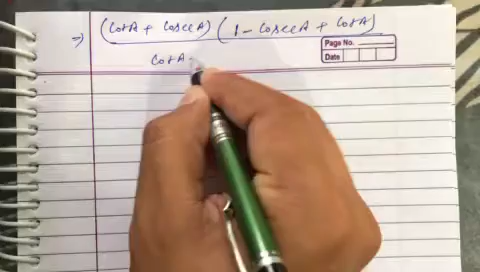 ⇒ (CotA + CosecA) (1 - CosecA + CotA)
CotA -
Page No.
Date